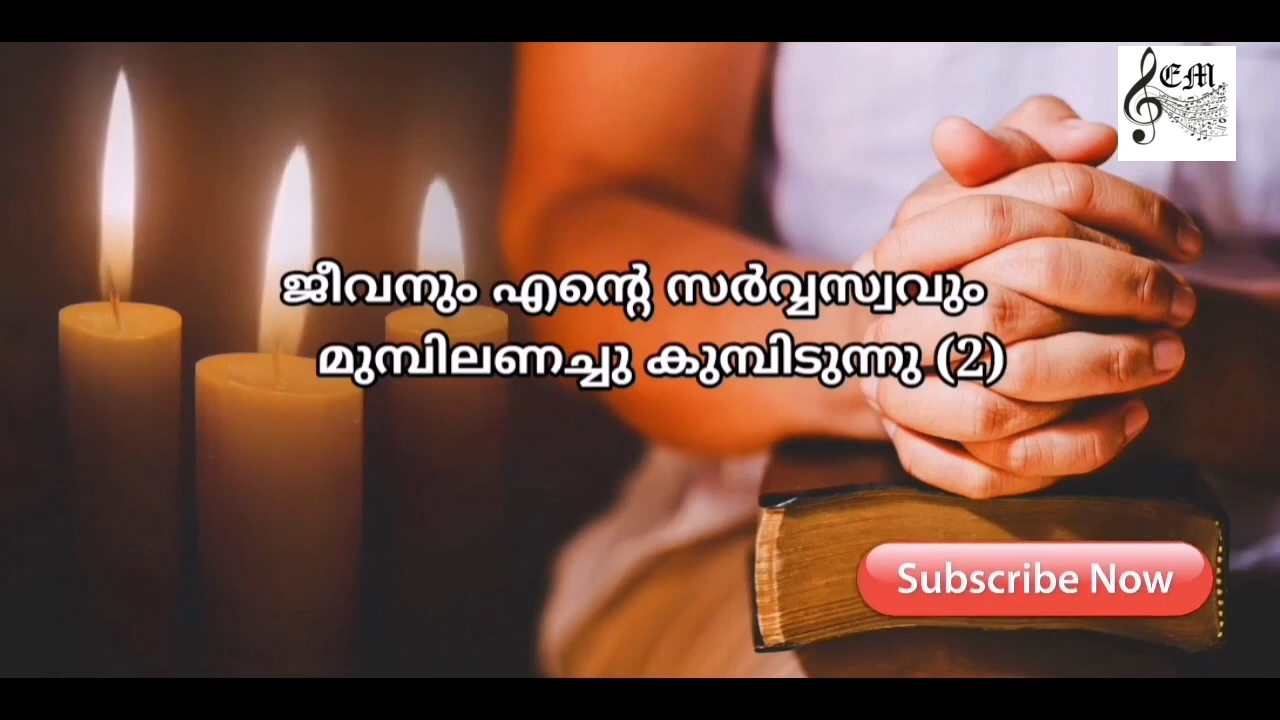 EM
ജീവനും എന്റെ സർവ്വസ്വവും
മുമ്പിലണച്ചു കുമ്പിടുന്നു (2)
Subscribe Now